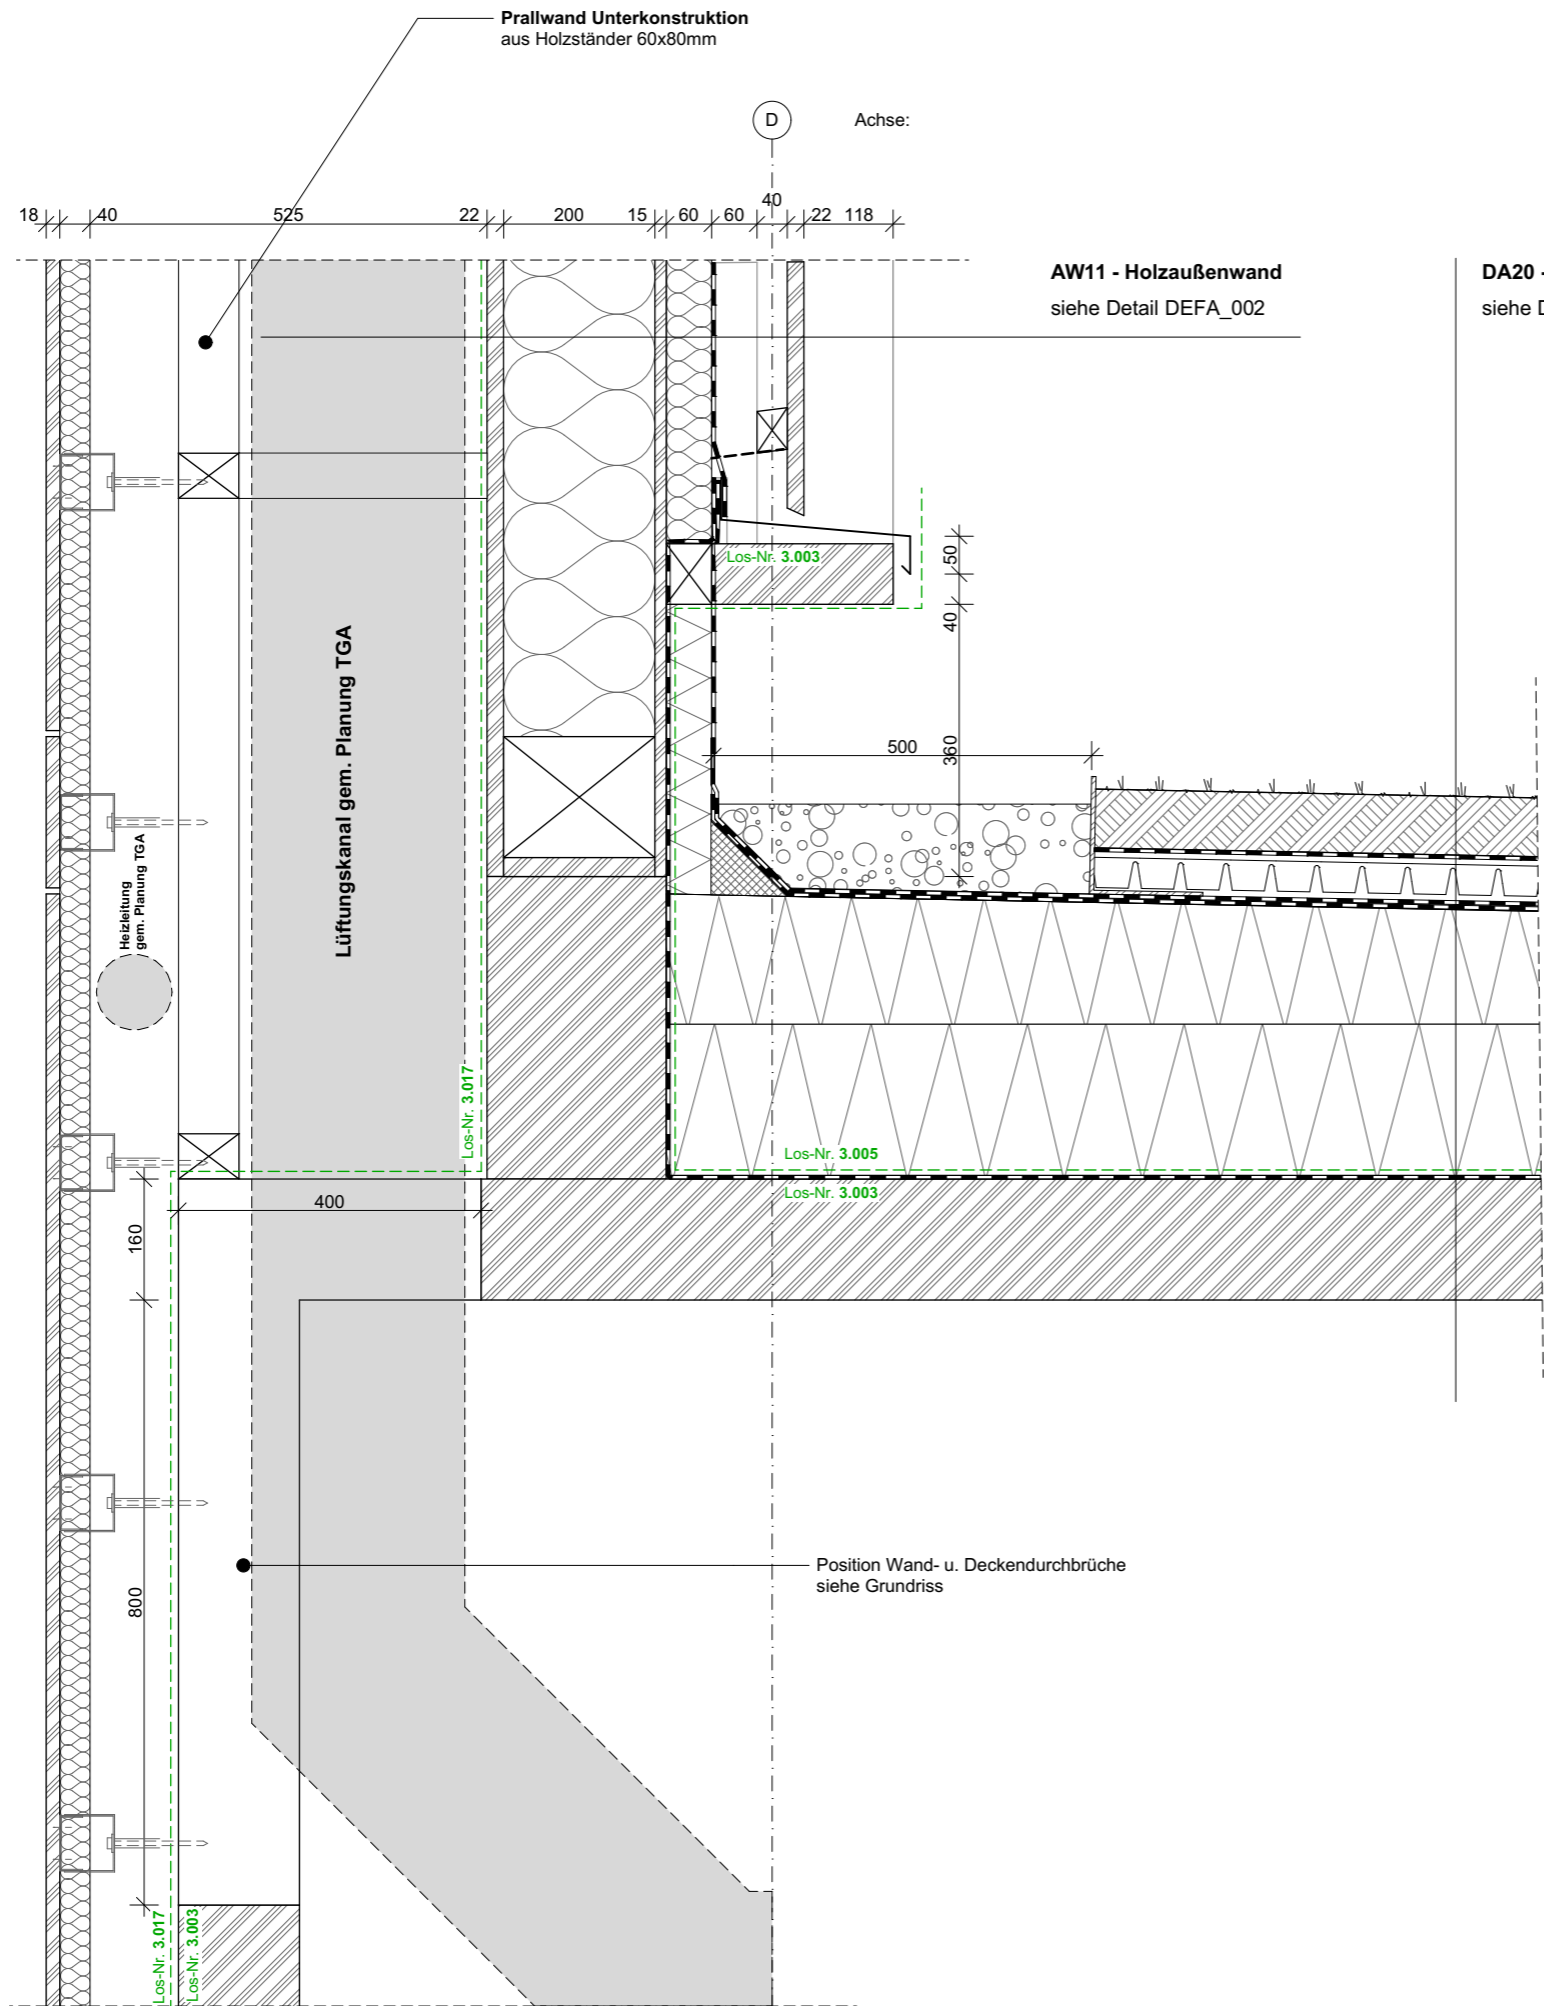 Prallwand Unterkonstruktion
aus Holzständer 60x80mm
D
Achse:
18 40 525 22 200 15 60 60 40 22 118
AW11 - Holzaußenwand
siehe Detail DEFA_002
DA20 -
siehe D
Los-Nr. 3.003
50
40
360
500
Lüftungskanal gem. Planung TGA
Heizleitung
gem. Planung TGA
Los-Nr. 3.017
Los-Nr. 3.005
Los-Nr. 3.003
400
160
800
Position Wand- u. Deckendurchbrüche
siehe Grundriss
Los-Nr. 3.017
Los-Nr. 3.003